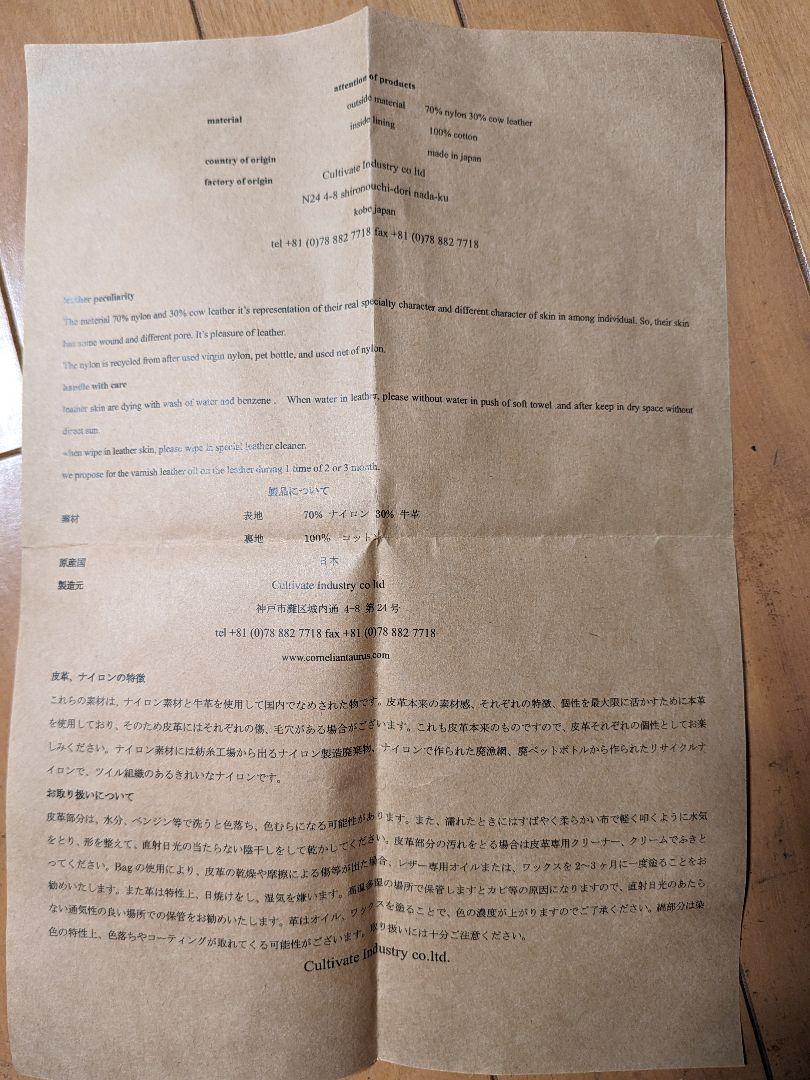 attention of products
material outside material 70% nylon 30% cow leather
inside lining 100% cotton
country of origin made in japan
factory of origin Cultivate Industry co ltd
N24 4-8 shironouchi-dori nada-ku
kobe japan
tel +81 (0)78 882 7718 fax +81 (0)78 882 7718
leather peculiarity
The material 70% nylon and 30% cow leather it's representation of their real specialty character and different character of skin in among individual. So, their skin
has some wound and different pore. It's pleasure of leather.
The nylon is recycled from after used virgin nylon, pet bottle, and used net of nylon.
handle with care
leather skin are dying with wash of water and benzene . When water in leather, please without water in push of soft towel .and after keep in dry space without
direct sun.
when wipe in leather skin, please wipe in special leather cleaner.
we propose for the varnish leather oil on the leather during 1 time of 2 or 3 month.
製品について
素材 表地 70% ナイロン 30% 牛革
裏地 100% コットン
原産国 日本
製造元 Cultivate Industry co ltd
神戸市灘区城内通 4-8 第24号
tel +81 (0)78 882 7718 fax +81 (0)78 882 7718
www.corneliantaurus.com
皮革、ナイロンの特徴
これらの素材は、ナイロン素材と牛革を使用して国内でなめされた物です。皮革本来の素材感、それぞれの特徴、個性を最大限に活かすために本革
を使用しており、そのため皮革にはそれぞれの傷、毛穴がある場合がございます。これも皮革本来のものですので、皮革それぞれの個性としてお楽
しみください。ナイロン素材には紡糸工場から出るナイロン製造廃棄物、ナイロンで作られた廃漁網、廃ペットボトルから作られたリサイクルナ
イロンで、ツイル組織のあるきれいなナイロンです。
お取り扱いについて
皮革部分は、水分、ベンジン等で洗うと色落ち、色むらになる可能性があります。また、濡れたときにはすばやく柔らかい布で軽く叩くように水気
をとり、形を整えて、直射日光の当たらない陰干しをして乾かしてください。皮革部分の汚れをとる場合は皮革専用クリーナー、クリームでふきと
ってください。Bagの使用により、皮革の乾燥や摩擦による傷等が出た場合、レザー専用オイルまたは、ワックスを2~3ヶ月に一度塗ることをお
勧めいたします。また革は特性上、日焼けをし、湿気を嫌います。高温多湿の場所で保管しますとカビ等の原因になりますので、直射日光のあたら
ない通気性の良い場所での保管をお勧めいたします。革はオイル、ワックスを塗ることで、色の濃度が上がりますのでご了承ください。綿部分は染
色の特性上、色落ちやコーティングが取れてくる可能性がございます。取り扱いには十分ご注意ください。
Cultivate Industry co.ltd.